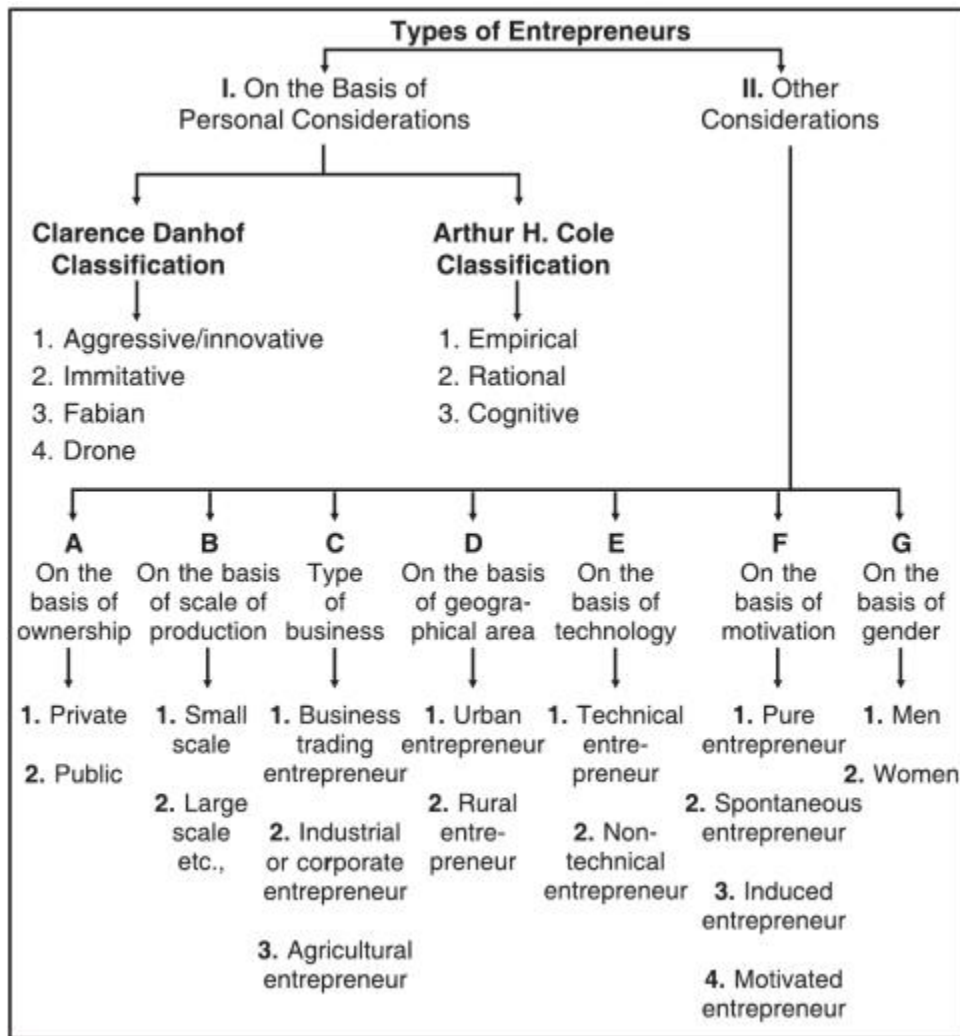 Types of Entrepreneurs
I. On the Basis of
Personal Considerations
II. Other
Considerations
Clarence Danhof
Classification
1. Aggressive/innovative
2. Immitative
3. Fabian
4. Drone
Arthur H. Cole
Classification
1. Empirical
2. Rational
3. Cognitive
A
On the
basis of
ownership
1. Private
2. Public
B
On the basis
of scale of
production
1. Small
scale
2. Large
scale
etc.,
C
Type
of
business
1. Business
trading
entrepreneur
2. Industrial
or corporate
entrepreneur
3. Agricultural
entrepreneur
D
On the basis
of geogra-
phical area
1. Urban
entrepreneur
2. Rural
entre-
preneur
E
On the
basis of
technology
1. Technical
entre-
preneur
2. Non-
technical
entrepreneur
F
On the
basis of
motivation
1. Pure
entrepreneur
2. Spontaneous
entrepreneur
3. Induced
entrepreneur
4. Motivated
entrepreneur
G
On the
basis of
gender
1. Men
2. Women